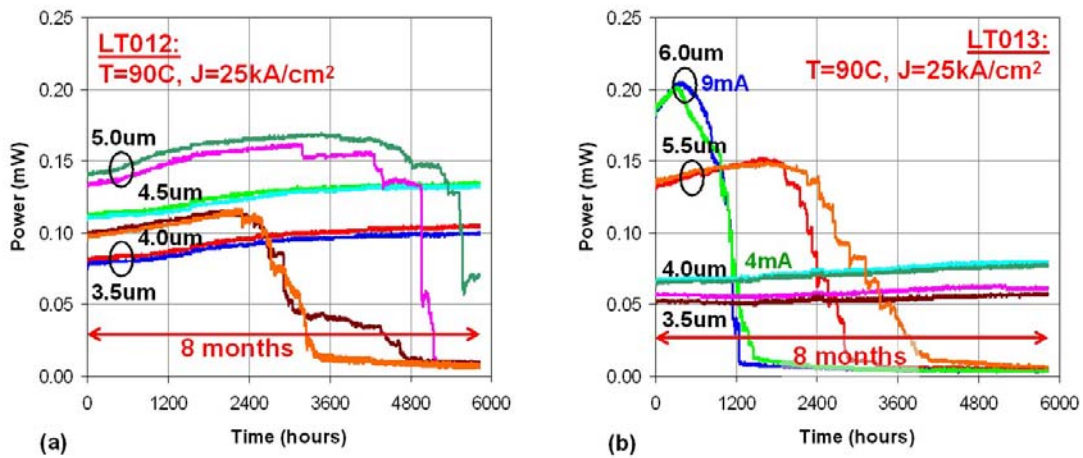 0.25
0.20
0.15
0.10
0.05
0.00
Power (mW)
LT012:
T=90C, J=25kA/cm²
5.0um
4.5um
4.0um
3.5um
8 months
0 1200 2400 3600 4800 6000
Time (hours)
(a)
0.25
0.20
0.15
0.10
0.05
0.00
Power (mW)
6.0um
9mA
LT013:
T=90C, J=25kA/cm²
5.5um
4mA
4.0um
3.5um
8 months
0 1200 2400 3600 4800 6000
Time (hours)
(b)